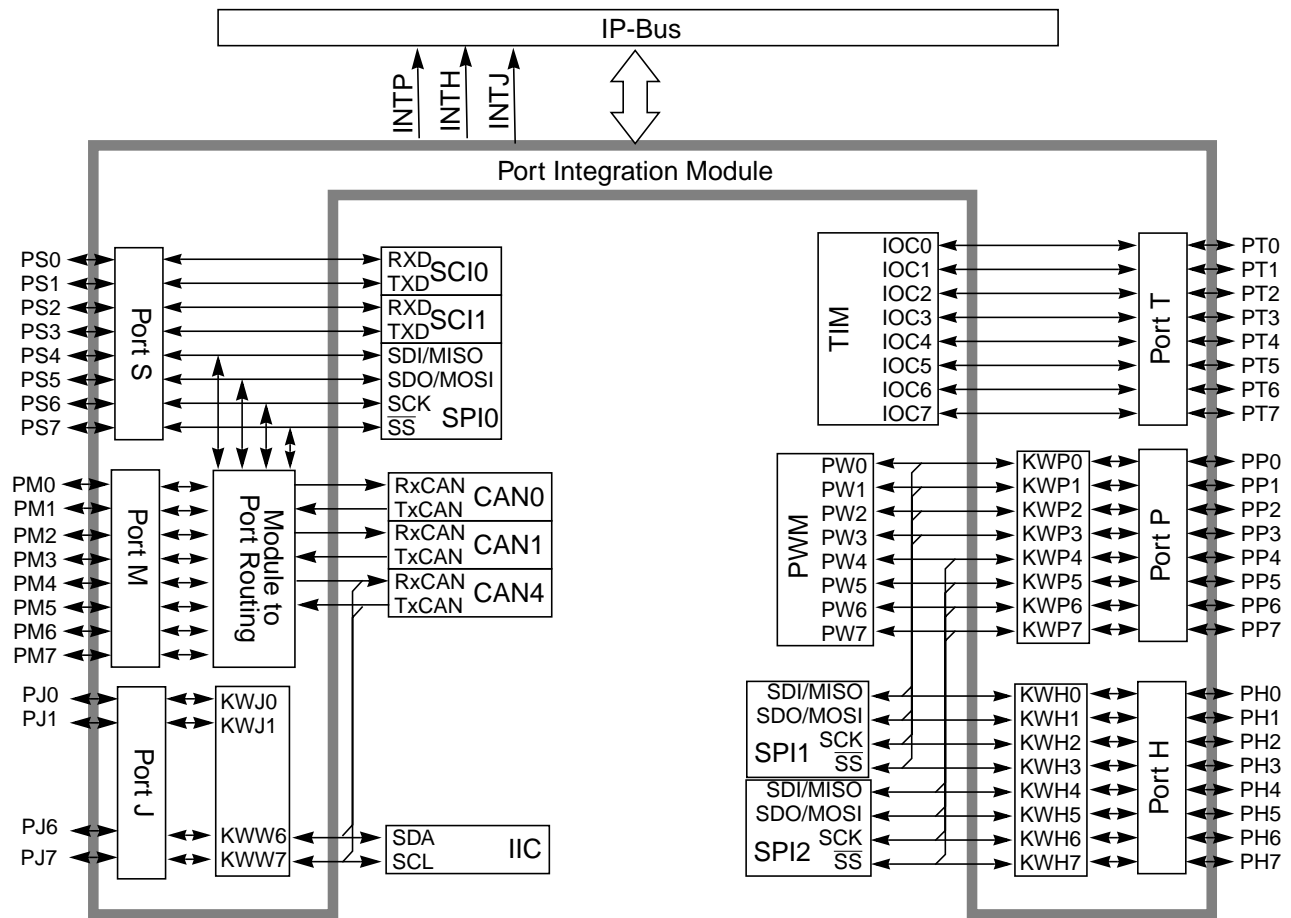 IP-Bus
INTP
INTH
INTJ
Port Integration Module
PS0
PS1
PS2
PS3
PS4
PS5
PS6
PS7
Port S
RXD
TXD
SCI0
RXD
TXD
SCI1
SDI/MISO
SDO/MOSI
SCK
SS
SPI0
PM0
PM1
PM2
PM3
PM4
PM5
PM6
PM7
Port M
Module to
Port Routing
RxCAN
TxCAN
CAN0
RxCAN
TxCAN
CAN1
RxCAN
TxCAN
CAN4
PJ0
PJ1
PJ6
PJ7
Port J
KWJ0
KWJ1
KWW6
KWW7
SDA
SCL
IIC
TIM
IOC0
IOC1
IOC2
IOC3
IOC4
IOC5
IOC6
IOC7
Port T
PT0
PT1
PT2
PT3
PT4
PT5
PT6
PT7
PWM
PW0
PW1
PW2
PW3
PW4
PW5
PW6
PW7
KWP0
KWP1
KWP2
KWP3
KWP4
KWP5
KWP6
KWP7
Port P
PP0
PP1
PP2
PP3
PP4
PP5
PP6
PP7
SDI/MISO
SDO/MOSI
SCK
SS
SPI1
SDI/MISO
SDO/MOSI
SCK
SS
SPI2
KWH0
KWH1
KWH2
KWH3
KWH4
KWH5
KWH6
KWH7
Port H
PH0
PH1
PH2
PH3
PH4
PH5
PH6
PH7